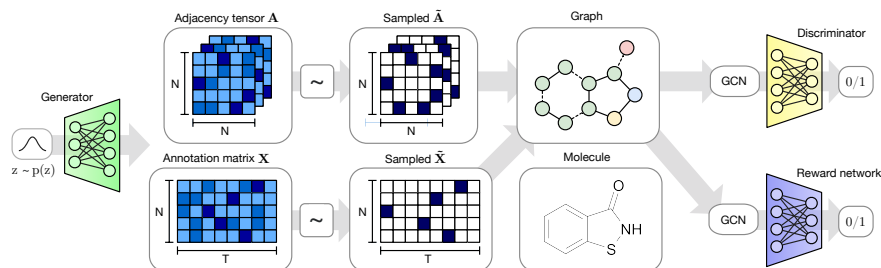 Adjacency tensor A
Sampled Ã
Graph
Discriminator
N
N
~
GCN
0/1
N
N
Generator
z ~ p(z)
Annotation matrix X
Sampled X̃
Molecule
Reward network
N
N
~
O
NH
S
GCN
0/1
T
T